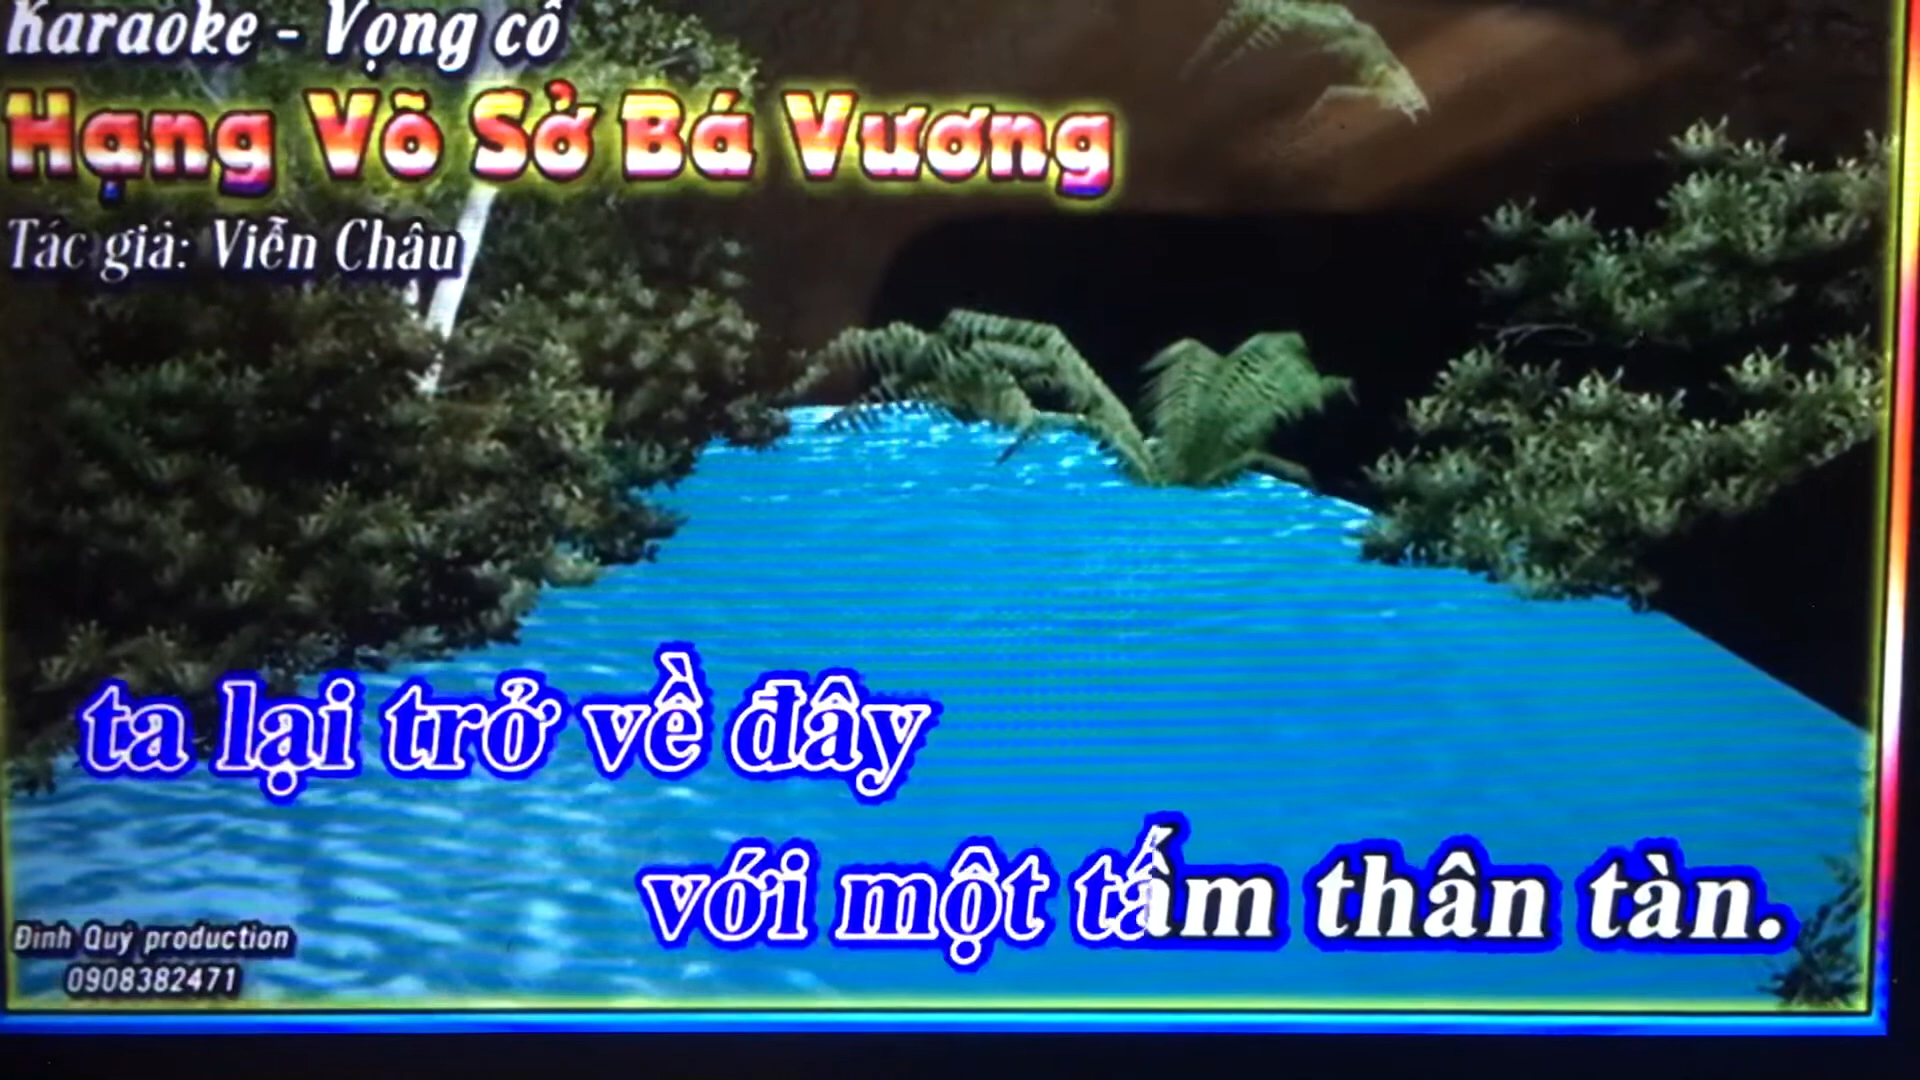 Karaoke - Vọng cổ
Hạng Võ Sở Bá Vương
Tác giả: Viễn Châu
ta lại trở về đây
với một tấm thân tàn.
Đình Quý production
0908382471